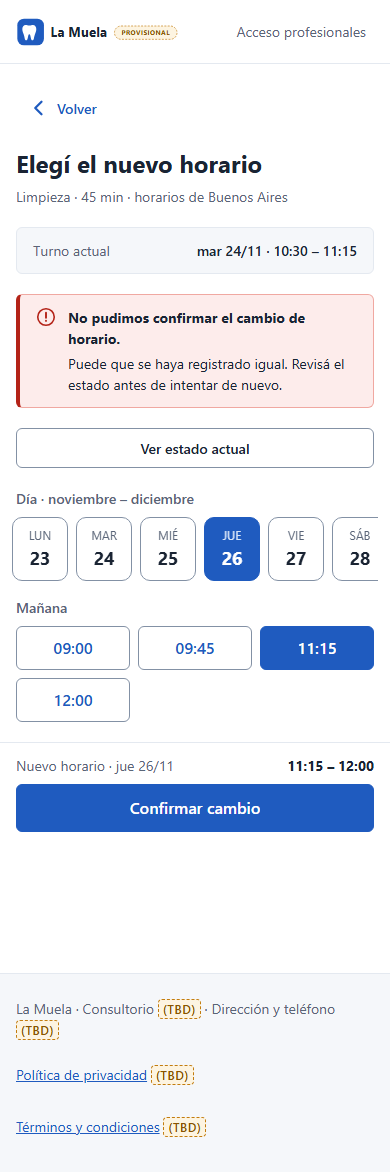 La Muela PROVISIONAL Acceso profesionales
Volver
Elegí el nuevo horario
Limpieza · 45 min · horarios de Buenos Aires
Turno actual mar 24/11 · 10:30 – 11:15
No pudimos confirmar el cambio de
horario.
Puede que se haya registrado igual. Revisá el
estado antes de intentar de nuevo.
Ver estado actual
Día · noviembre – diciembre
LUN MAR MIÉ JUE VIE SÁB
23 24 25 26 27 28
Mañana
09:00 09:45 11:15
12:00
Nuevo horario · jue 26/11 11:15 – 12:00
Confirmar cambio
La Muela · Consultorio (TBD) · Dirección y teléfono
(TBD)
Política de privacidad (TBD)
Términos y condiciones (TBD)